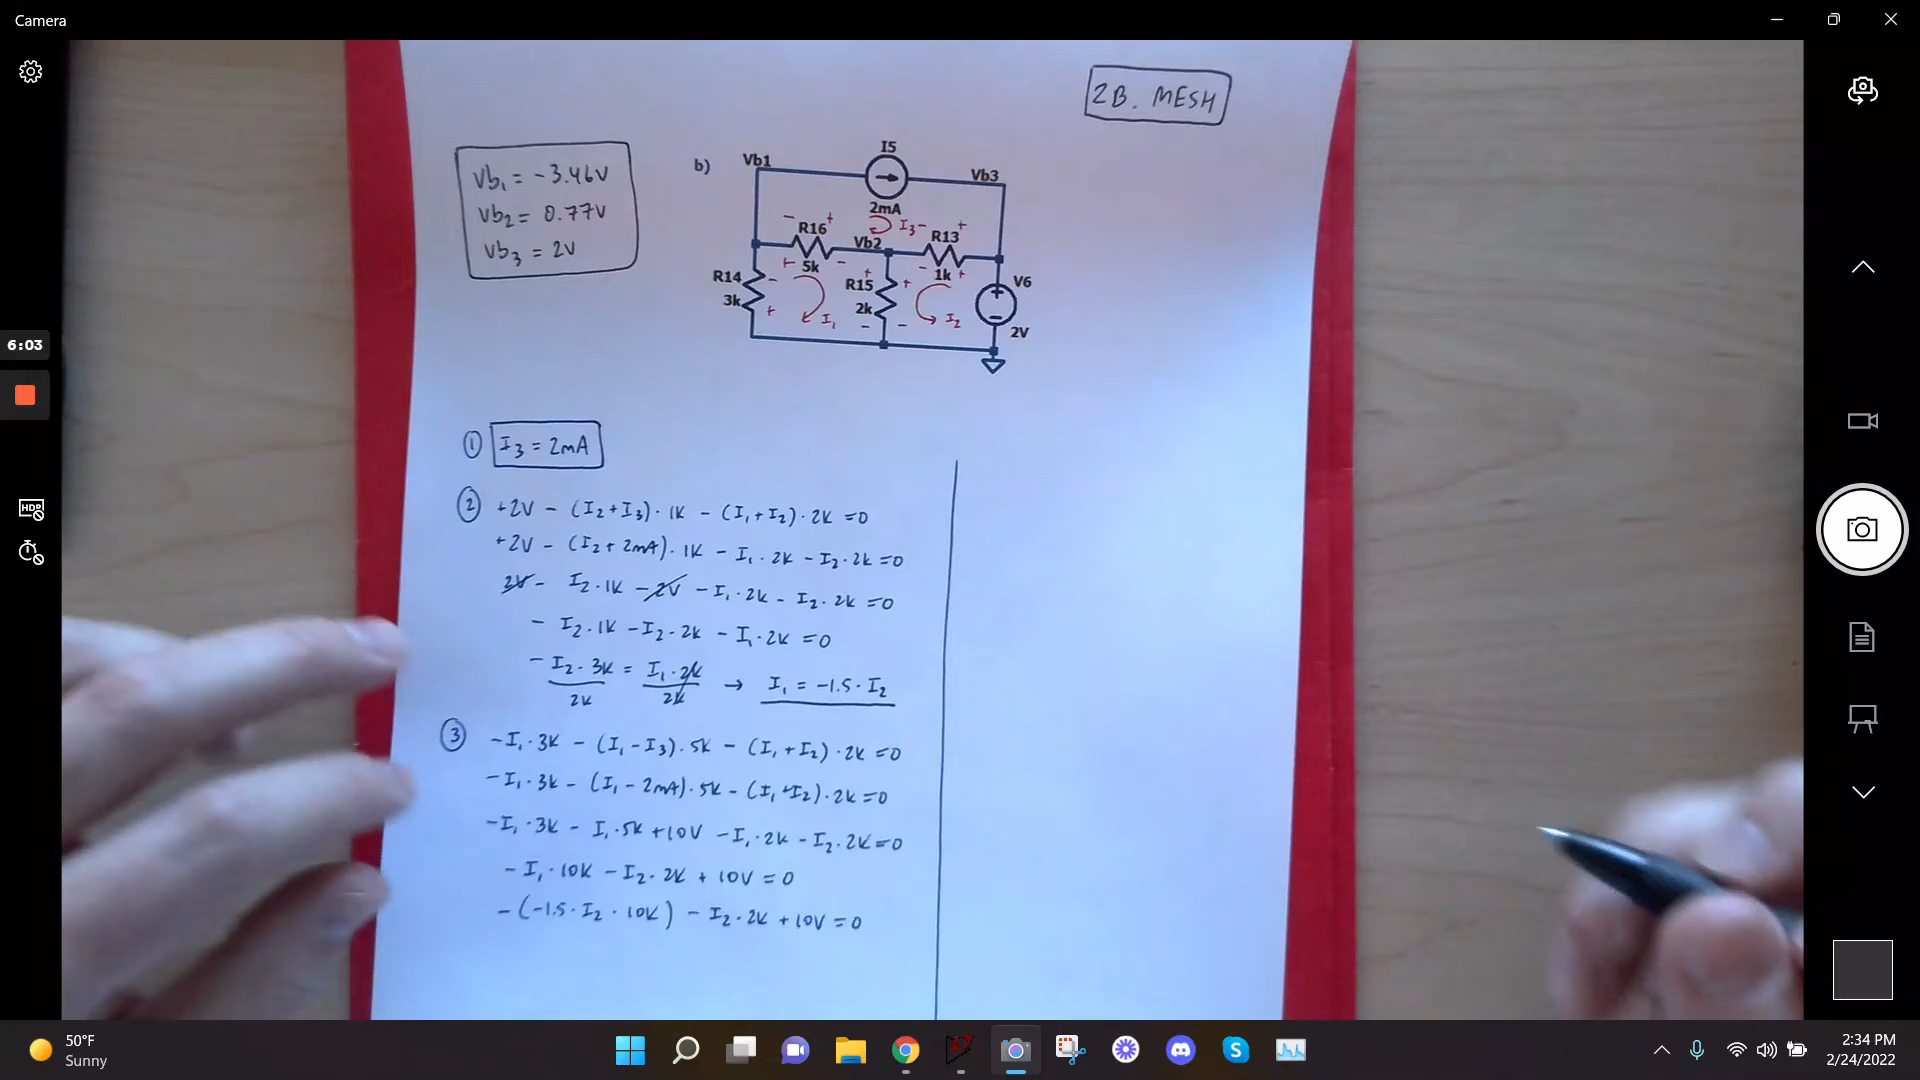 Camera
2B. MESH
Vb1 = -3.46V
Vb2 = 0.77V
Vb3 = 2V
b)
Vb1
I5
Vb3
2mA
I3
- +
- +
R16
Vb2
R13
+ -
5k
- +
1k
R14
3k
- +
I1
R15
2k
+ -
+ -
I2
V6
+
-
2V
6:03
① I3 = 2mA
② +2V - (I2+I3)·1K - (I1+I2)·2K =0
+2V - (I2+2mA)·1K - I1·2K - I2·2K =0
2V - I2·1K - 2V - I1·2K - I2·2K =0
- I2·1K - I2·2K - I1·2K =0
- I2·3K = I1·2K → I1 = -1.5·I2
2K 2K
③ -I1·3K - (I1-I3)·5K - (I1+I2)·2K =0
-I1·3K - (I1-2mA)·5K - (I1+I2)·2K =0
-I1·3K - I1·5K +10V - I1·2K - I2·2K =0
-I1·10K - I2·2K + 10V = 0
-(-1.5·I2·10K) - I2·2K +10V = 0
HDR
50°F
Sunny
2:34 PM
2/24/2022